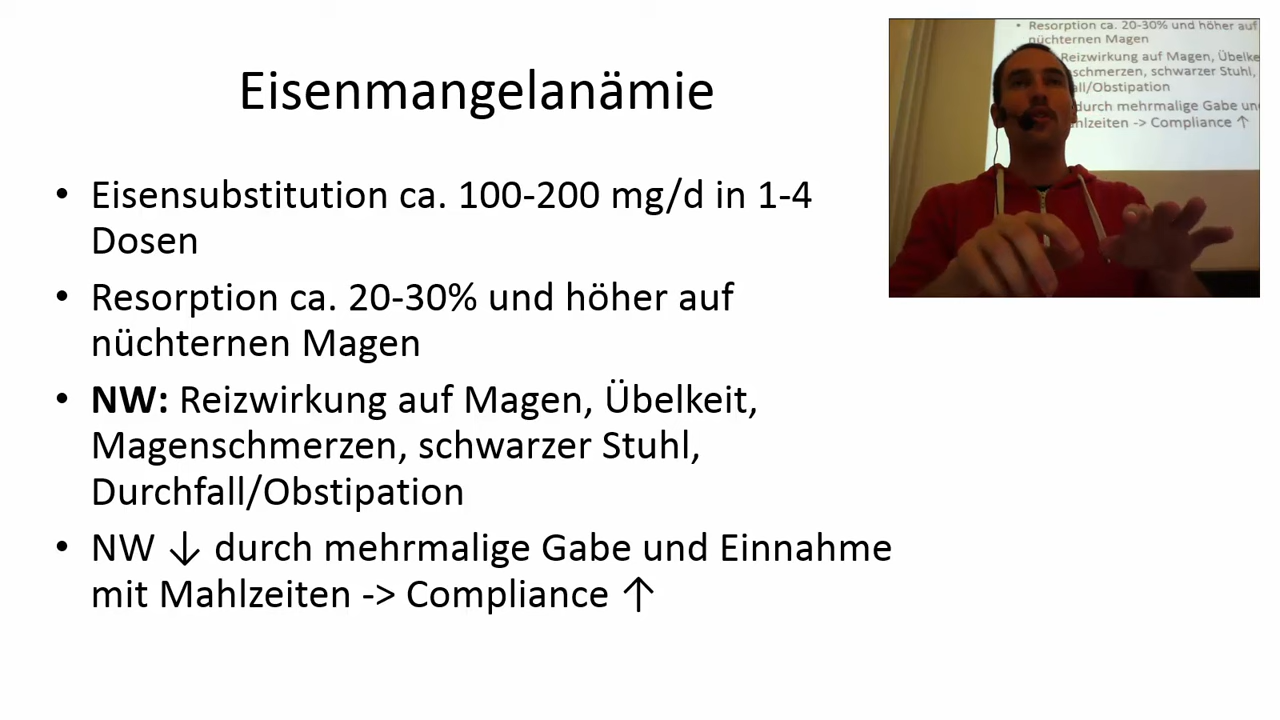 Eisenmangelanämie
• Eisensubstitution ca. 100-200 mg/d in 1-4
Dosen
• Resorption ca. 20-30% und höher auf
nüchternen Magen
• NW: Reizwirkung auf Magen, Übelkeit,
Magenschmerzen, schwarzer Stuhl,
Durchfall/Obstipation
• NW ↓ durch mehrmalige Gabe und Einnahme
mit Mahlzeiten -> Compliance ↑
• Resorption ca. 20-30% und höher auf
nüchternen Magen
Reizwirkung auf Magen, Übelke
schmerzen, schwarzer Stuhl,
all/Obstipation
durch mehrmalige Gabe un
hlzeiten -> Compliance ↑